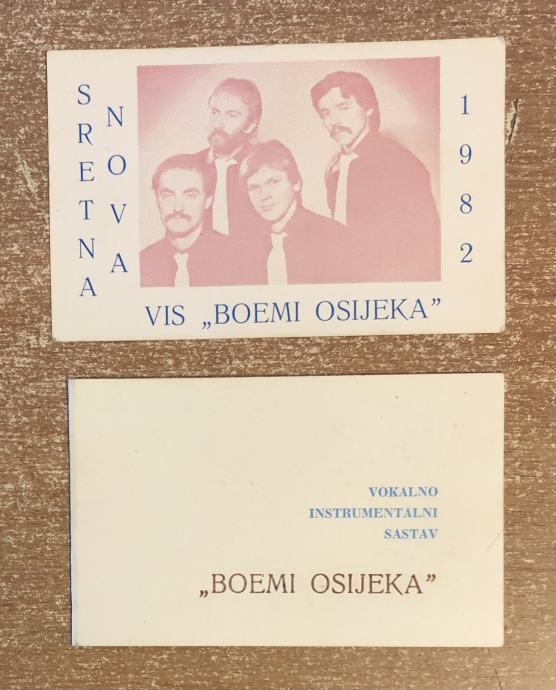 SRETNA
NOVA
1982
VIS „BOEMI OSIJEKA”
VOKALNO
INSTRUMENTALNI
SASTAV
„BOEMI OSIJEKA”